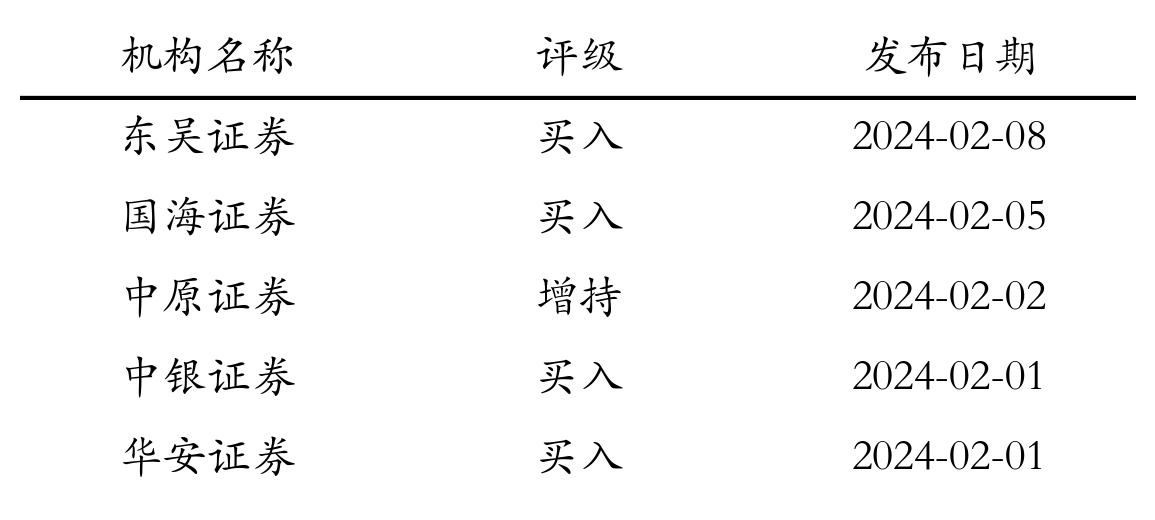 机构名称 评级 发布日期
东吴证券 买入 2024-02-08
国海证券 买入 2024-02-05
中原证券 增持 2024-02-02
中银证券 买入 2024-02-01
华安证券 买入 2024-02-01